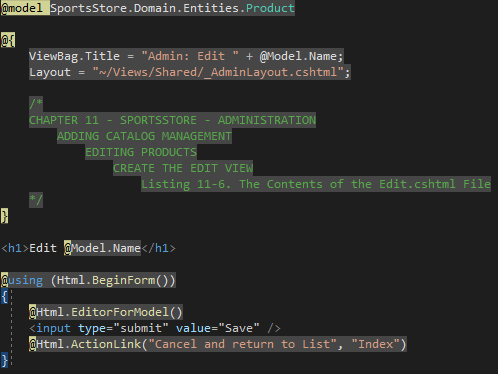 @model SportsStore.Domain.Entities.Product
@{
ViewBag.Title = "Admin: Edit " + @Model.Name;
Layout = "~/Views/Shared/_AdminLayout.cshtml";
/*
CHAPTER 11 - SPORTSSTORE - ADMINISTRATION
ADDING CATALOG MANAGEMENT
EDITING PRODUCTS
CREATE THE EDIT VIEW
Listing 11-6. The Contents of the Edit.cshtml File
*/
}
<h1>Edit @Model.Name</h1>
@using (Html.BeginForm())
{
@Html.EditorForModel()
<input type="submit" value="Save" />
@Html.ActionLink("Cancel and return to List", "Index")
}